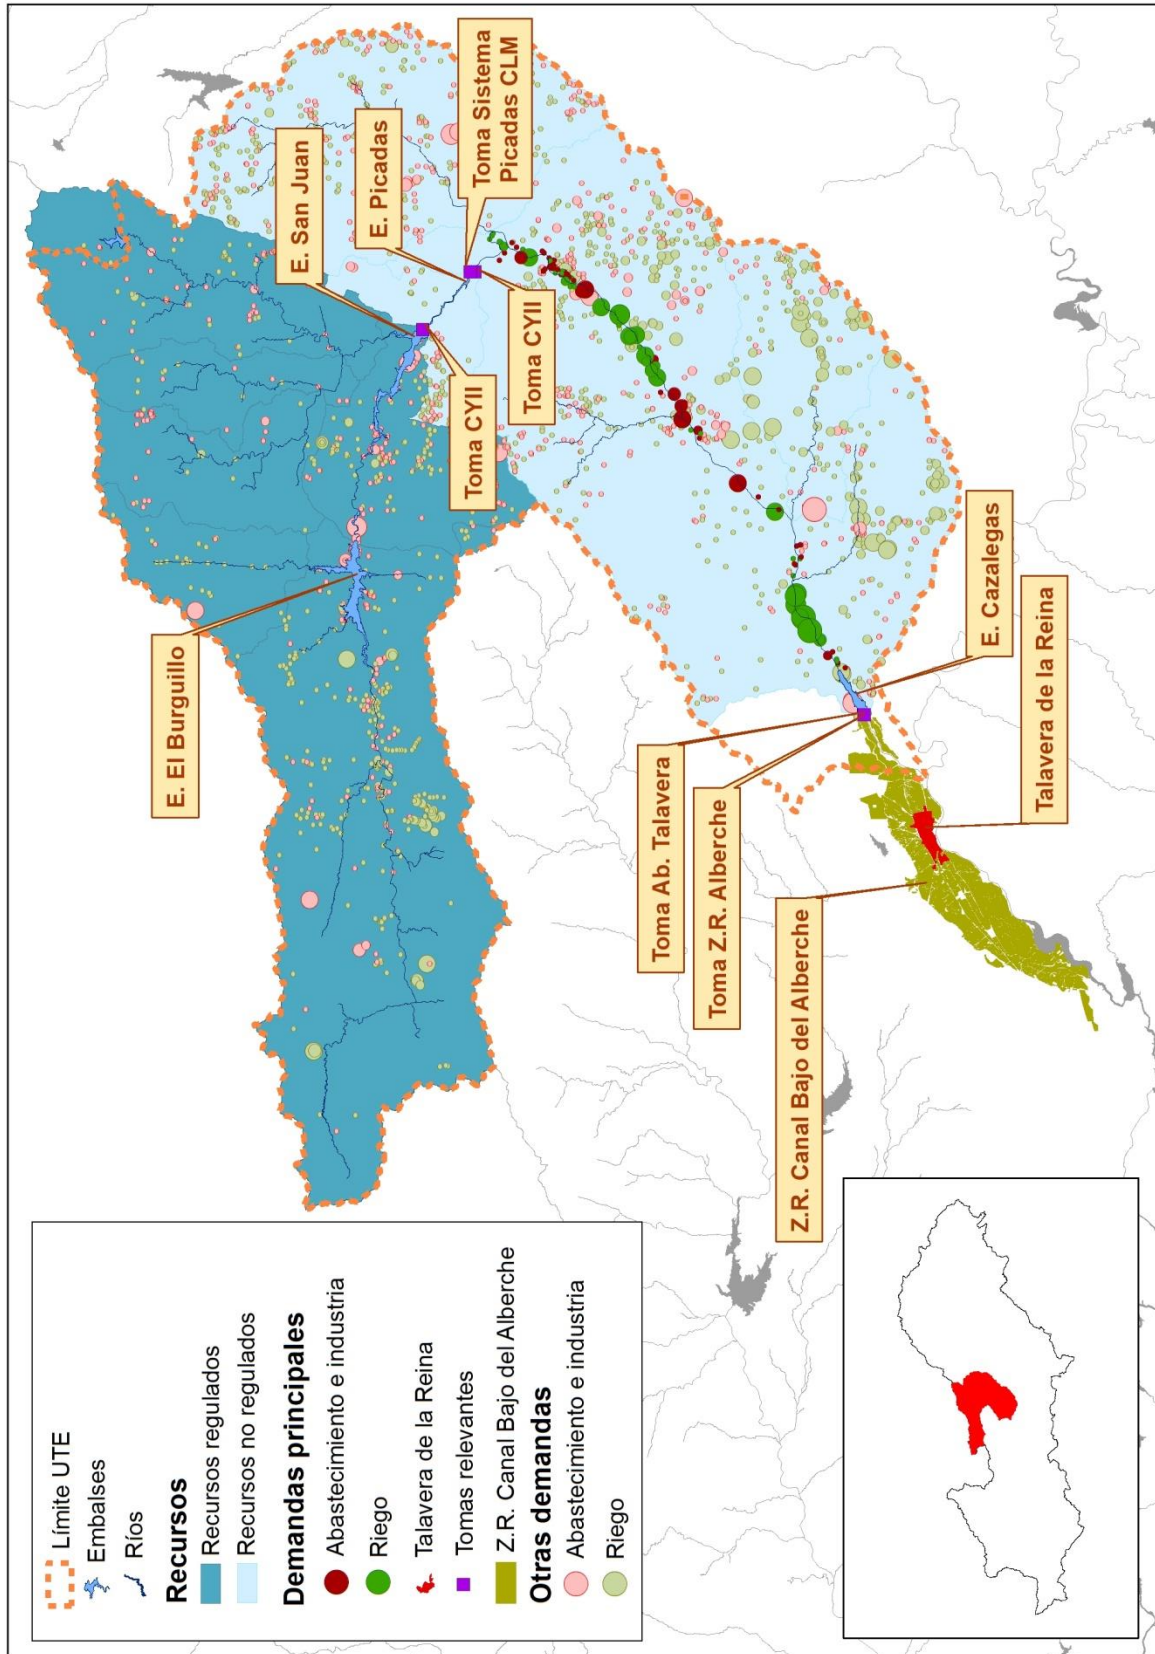 Límite UTE
Embalses
Ríos
Recursos
Recursos regulados
Recursos no regulados
Demandas principales
Abastecimiento e industria
Riego
Talavera de la Reina
Tomas relevantes
Z.R. Canal Bajo del Alberche
Otras demandas
Abastecimiento e industria
Riego
E. El Burguillo
E. San Juan
E. Picadas
Toma Sistema
Picadas CLM
Toma CYII
Toma CYII
Toma Ab. Talavera
Toma Z.R. Alberche
Z.R. Canal Bajo del Alberche
E. Cazalegas
Talavera de la Reina